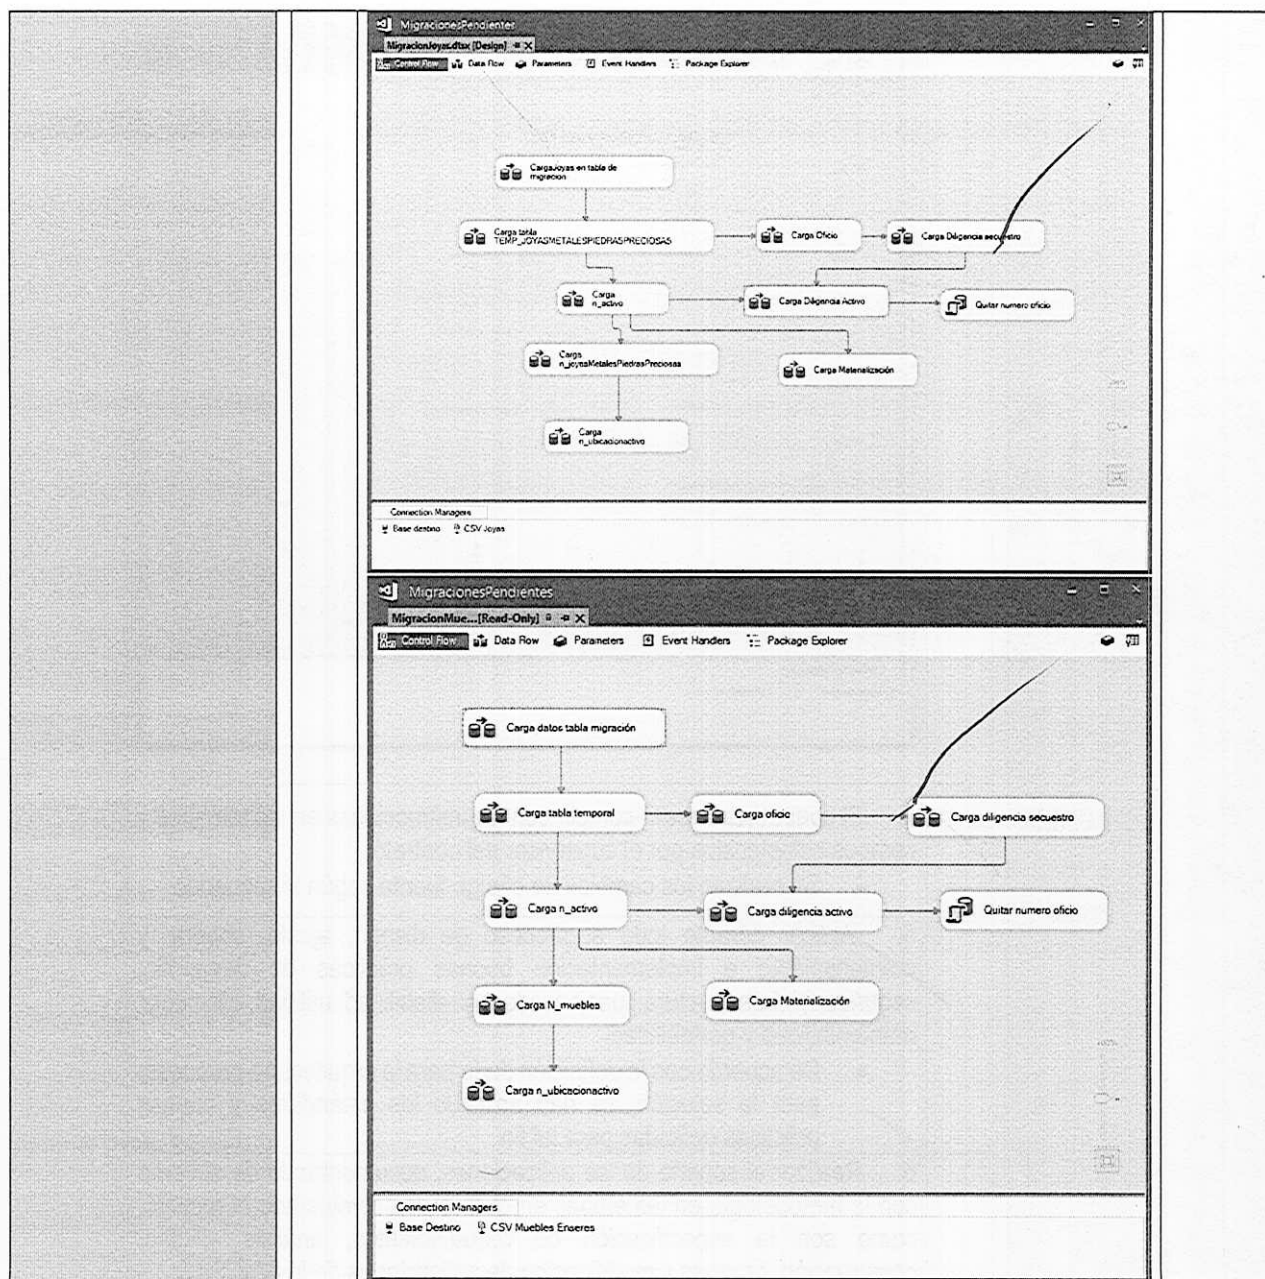 MigracionesPendientes
MigracionJoyas.dtsx [Design]
Control Flow Data Flow Parameters Event Handlers Package Explorer
CargaJoyas en tabla de
migracion
Carga tabla
TEMP_JOYASMETALESPIEDRASPRECIOSAS
Carga Oficio
Carga Diligencia secuestro
Carga
n_activo
Carga Diligencia Activo
Quitar numero oficio
Carga
n_joyasMetalesPiedrasPreciosas
Carga Materialización
Carga
n_ubicacionactivo
Connection Managers
Base destino CSV Joyas
MigracionesPendientes
MigracionMue...[Read-Only]
Control Flow Data Flow Parameters Event Handlers Package Explorer
Carga datos tabla migración
Carga tabla temporal
Carga oficio
Carga diligencia secuestro
Carga n_activo
Carga diligencia activo
Quitar numero oficio
Carga N_muebles
Carga Materialización
Carga n_ubicacionactivo
Connection Managers
Base Destino CSV Muebles Enseres